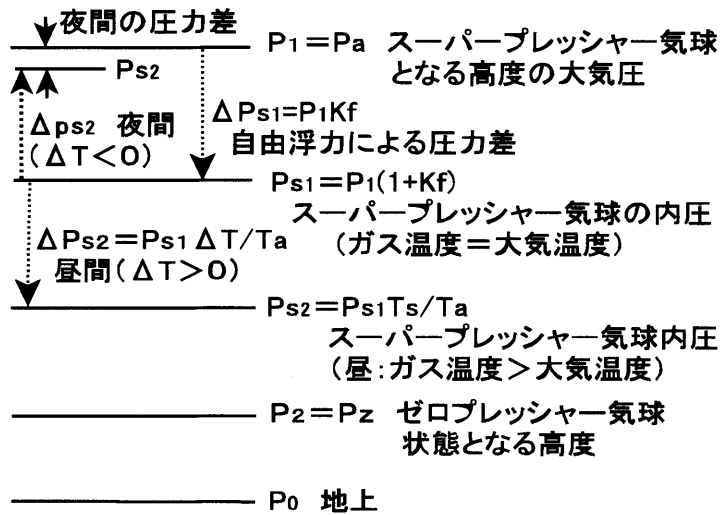 夜間の圧力差
P1=Pa スーパープレッシャー気球
となる高度の大気圧
Ps2
ΔPs1=P1Kf
自由浮力による圧力差
Δps2 夜間
(ΔT<0)
Ps1=P1(1+Kf)
スーパープレッシャー気球の内圧
(ガス温度=大気温度)
ΔPs2=Ps1ΔT/Ta
昼間(ΔT>0)
Ps2=Ps1Ts/Ta
スーパープレッシャー気球内圧
(昼:ガス温度>大気温度)
P2=Pz ゼロプレッシャー気球
状態となる高度
P0 地上